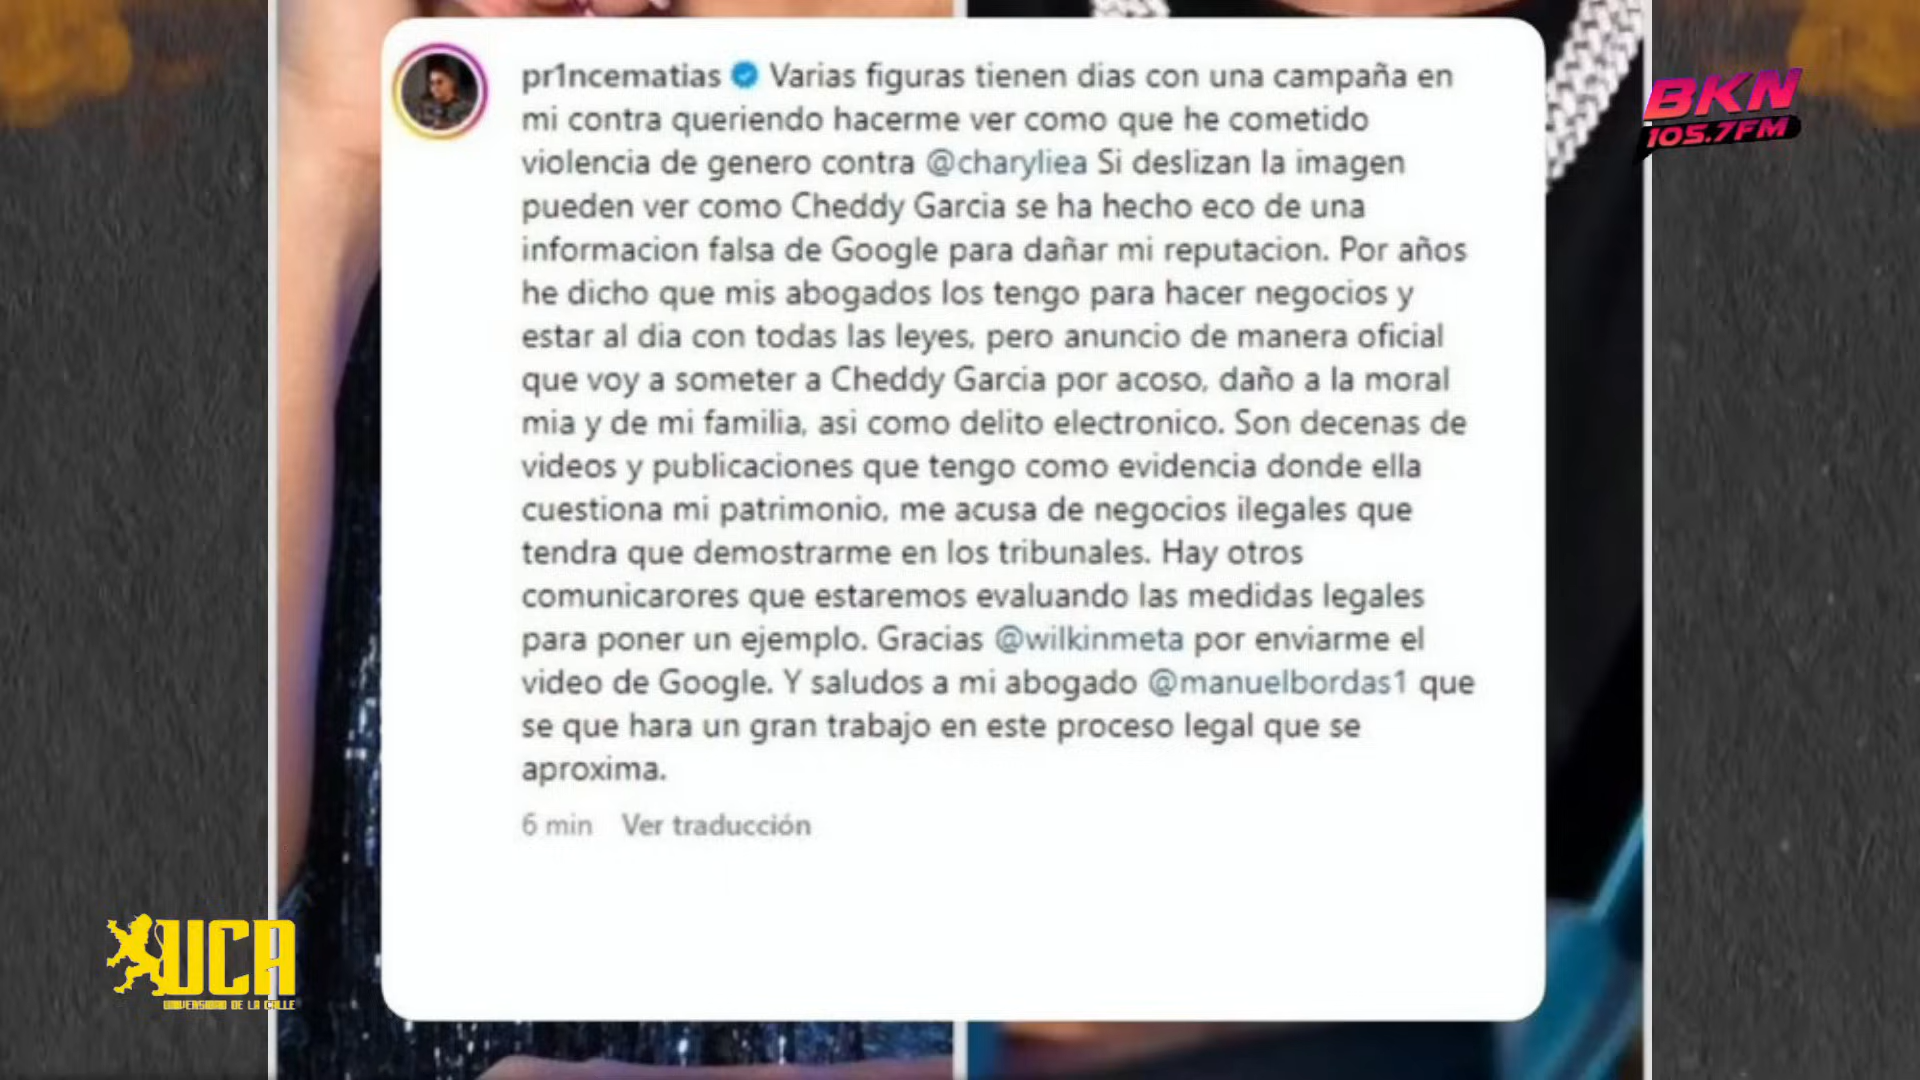 pr1ncematias Varias figuras tienen dias con una campaña en
mi contra queriendo hacerme ver como que he cometido
violencia de genero contra @charyliea Si deslizan la imagen
pueden ver como Cheddy Garcia se ha hecho eco de una
informacion falsa de Google para dañar mi reputacion. Por años
he dicho que mis abogados los tengo para hacer negocios y
estar al dia con todas las leyes, pero anuncio de manera oficial
que voy a someter a Cheddy Garcia por acoso, daño a la moral
mia y de mi familia, asi como delito electronico. Son decenas de
videos y publicaciones que tengo como evidencia donde ella
cuestiona mi patrimonio, me acusa de negocios ilegales que
tendra que demostrarme en los tribunales. Hay otros
comunicarores que estaremos evaluando las medidas legales
para poner un ejemplo. Gracias @wilkinmeta por enviarme el
video de Google. Y saludos a mi abogado @manuelbordas1 que
se que hara un gran trabajo en este proceso legal que se
aproxima.
6 min Ver traducción
BKN
105.7FM
UCA
UNIVERSIDAD DE LA CALLE